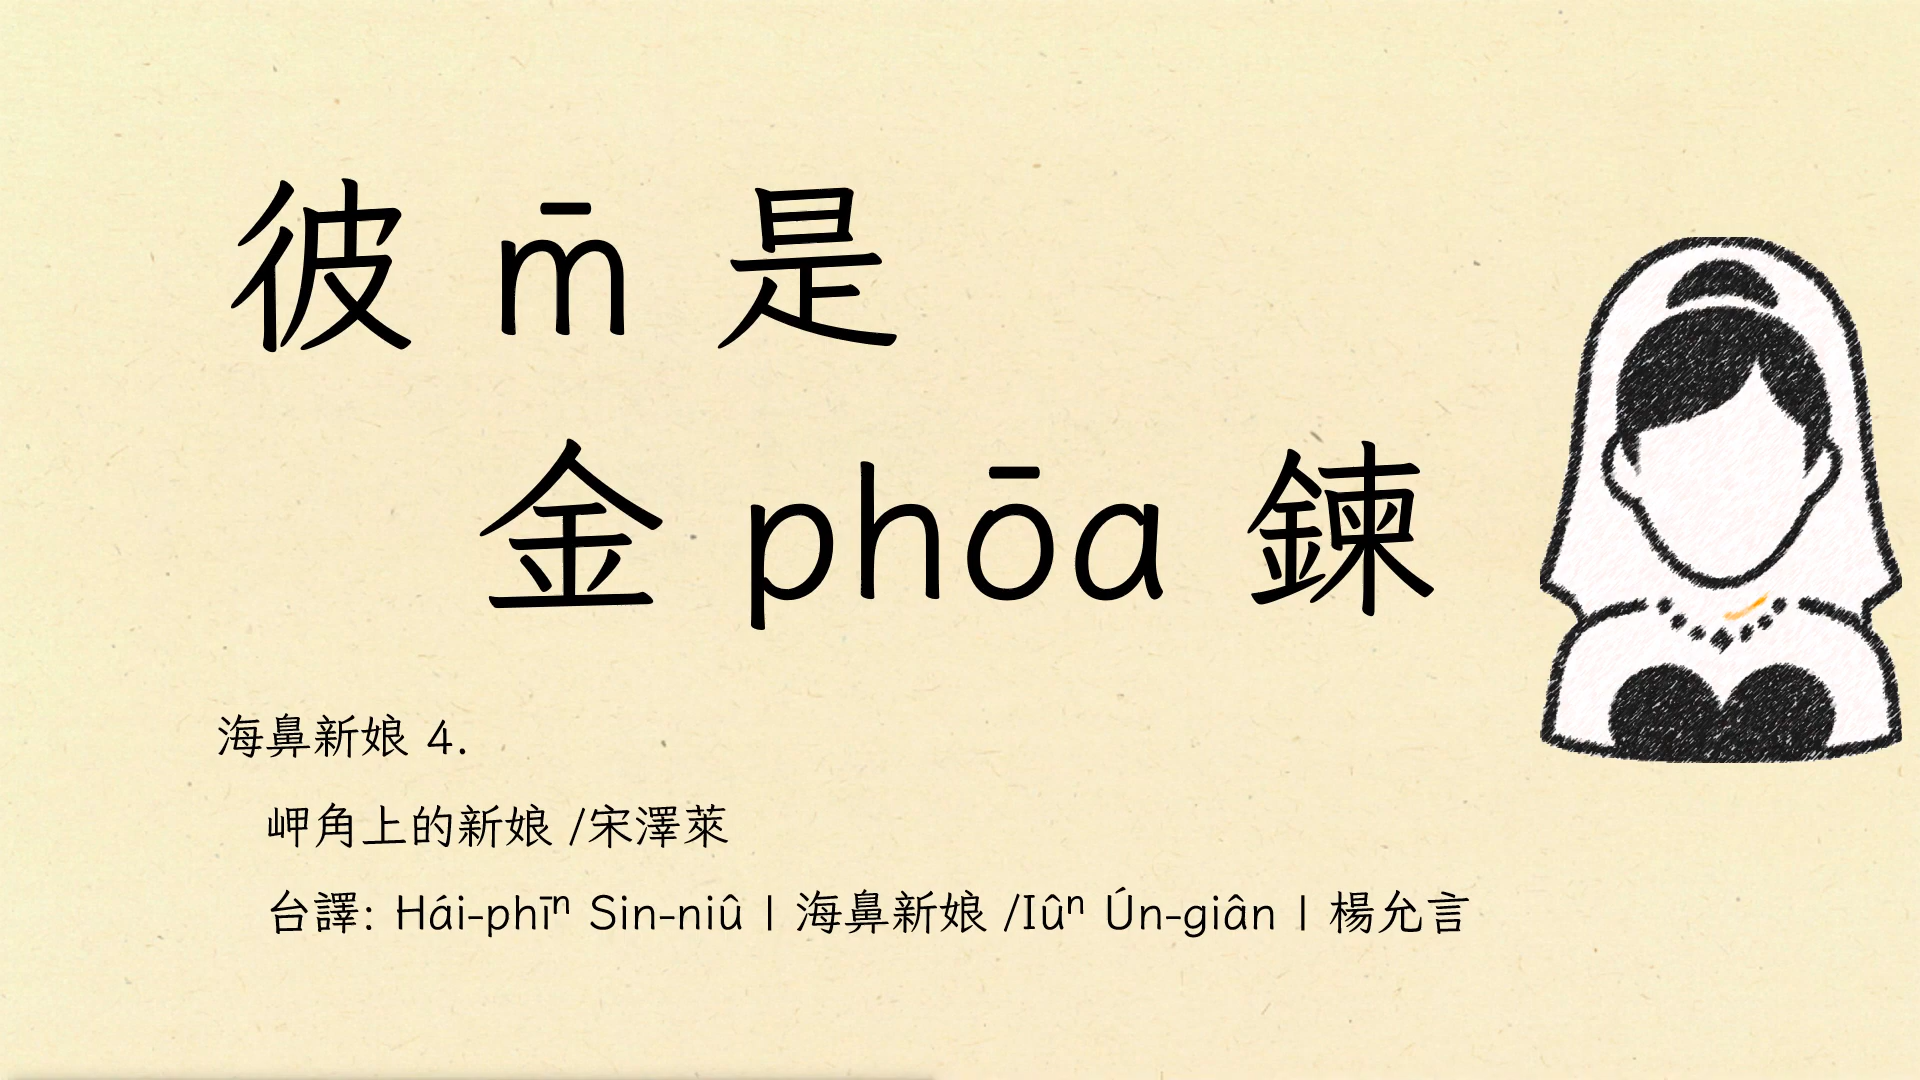 彼 m̄ 是
金 phōa 鍊
海鼻新娘 4.
岬角上的新娘 /宋澤萊
台譯: Hái-phīⁿ Sin-niû | 海鼻新娘 /Iûⁿ Ún-giân | 楊允言